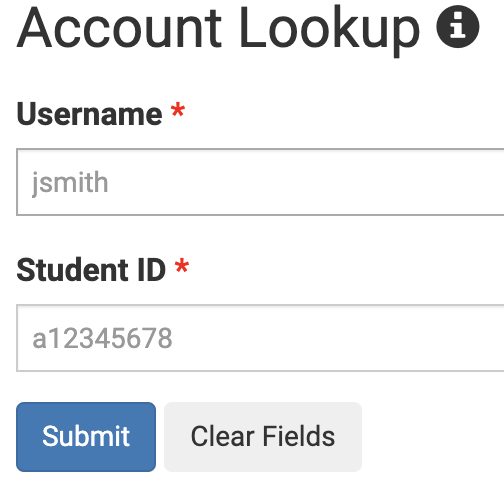 Account Lookup
Username *
jsmith
Student ID *
a12345678
Submit Clear Fields